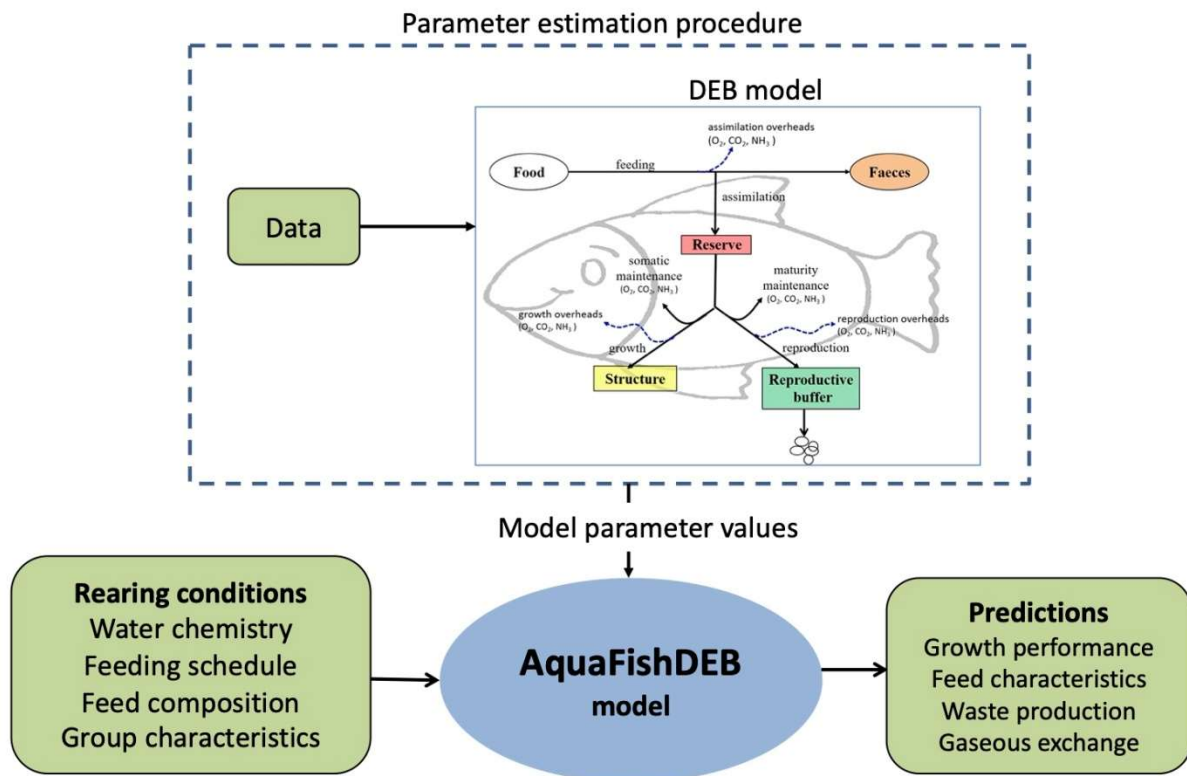 Parameter estimation procedure
DEB model
assimilation overheads
(O₂, CO₂, NH₃ )
Food
feeding
Faeces
assimilation
Data
Reserve
somatic
maintenance
(O₂, CO₂, NH₃ )
maturity
maintenance
(O₂, CO₂, NH₃ )
growth overheads
(O₂, CO₂, NH₃ )
reproduction overheads
(O₂, CO₂, NH₃ )
growth
reproduction
Structure
Reproductive
buffer
Model parameter values
Rearing conditions
Water chemistry
Feeding schedule
Feed composition
Group characteristics
AquaFishDEB
model
Predictions
Growth performance
Feed characteristics
Waste production
Gaseous exchange